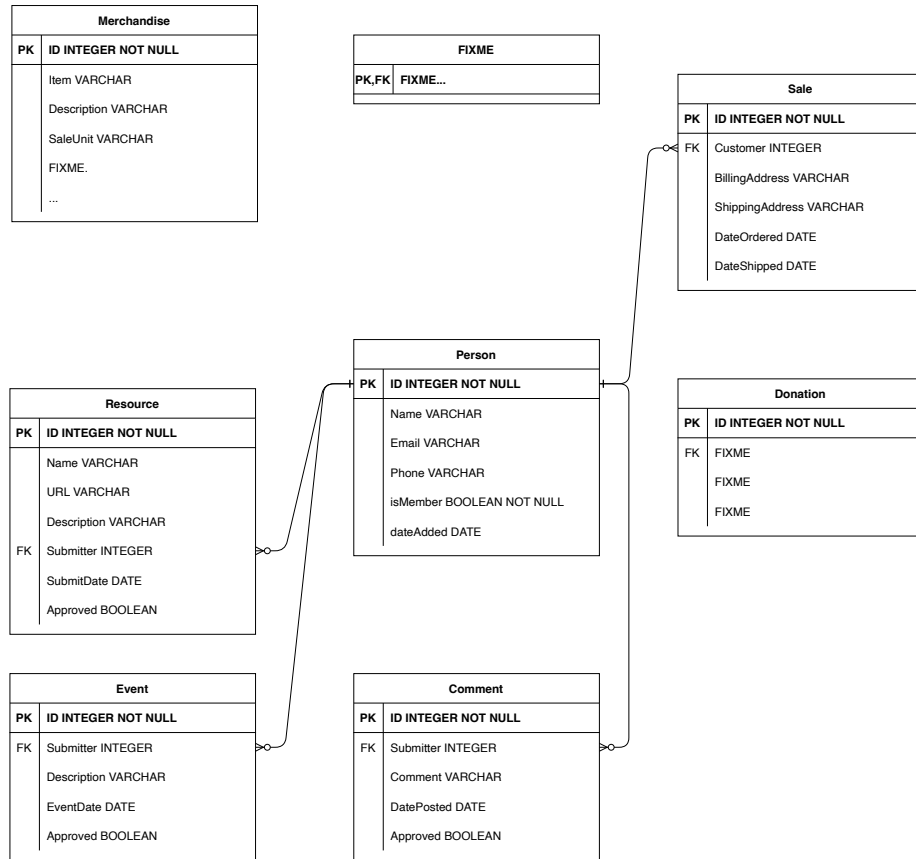 Merchandise
PK ID INTEGER NOT NULL
Item VARCHAR
Description VARCHAR
SaleUnit VARCHAR
FIXME.
...
FIXME
PK,FK FIXME...
Sale
PK ID INTEGER NOT NULL
FK Customer INTEGER
BillingAddress VARCHAR
ShippingAddress VARCHAR
DateOrdered DATE
DateShipped DATE
Person
PK ID INTEGER NOT NULL
Name VARCHAR
Email VARCHAR
Phone VARCHAR
isMember BOOLEAN NOT NULL
dateAdded DATE
Donation
PK ID INTEGER NOT NULL
FK FIXME
FIXME
FIXME
Resource
PK ID INTEGER NOT NULL
Name VARCHAR
URL VARCHAR
Description VARCHAR
FK Submitter INTEGER
SubmitDate DATE
Approved BOOLEAN
Event
PK ID INTEGER NOT NULL
FK Submitter INTEGER
Description VARCHAR
EventDate DATE
Approved BOOLEAN
Comment
PK ID INTEGER NOT NULL
FK Submitter INTEGER
Comment VARCHAR
DatePosted DATE
Approved BOOLEAN